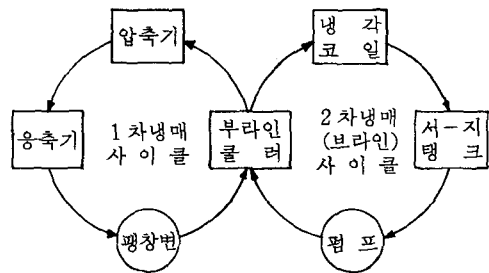 압축기
냉 각
코 일
응축기
1차냉매
사 이 클
부라인
쿨 러
2차냉매
(브라인)
사 이 클
서-지
탱 크
팽창변
펌 프